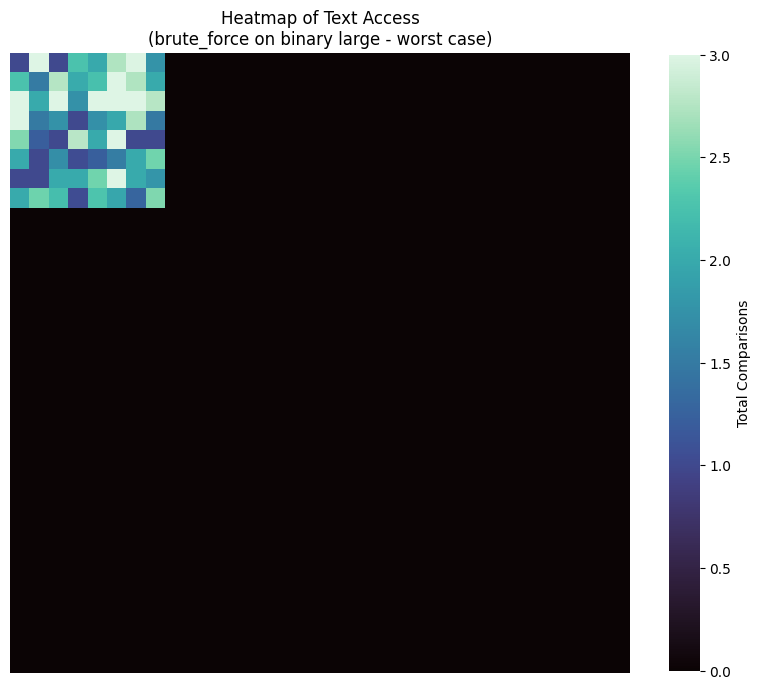 Heatmap of Text Access
(brute_force on binary large - worst case)
3.0
2.5
2.0
1.5
1.0
0.5
0.0
Total Comparisons